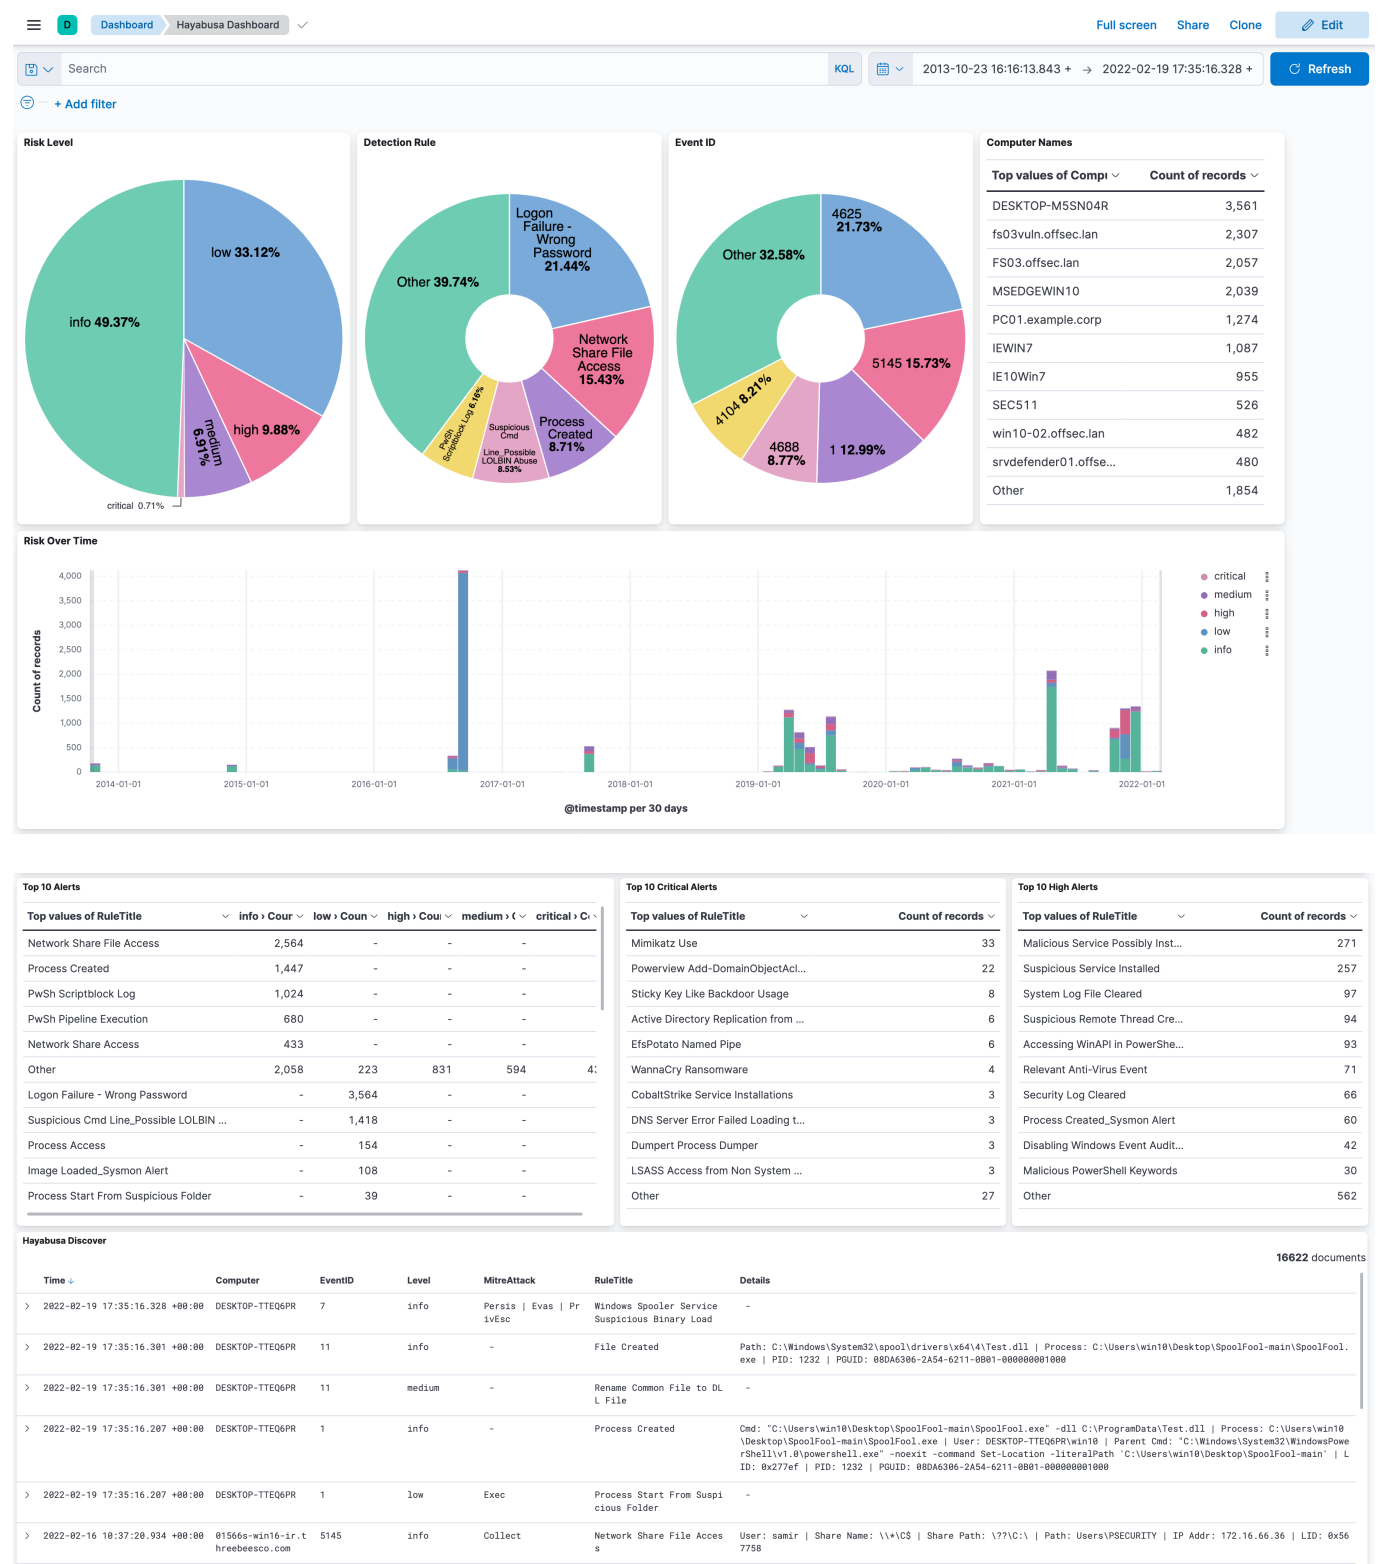 D Dashboard Hayabusa Dashboard Full screen Share Clone Edit
Search KQL 2013-10-23 16:16:13.843 + → 2022-02-19 17:35:16.328 + Refresh
+ Add filter
Risk Level
low 33.12%
info 49.37%
high 9.88%
medium
6.91%
critical 0.71%
Detection Rule
Logon
Failure -
Wrong
Password
21.44%
Other 39.74%
Network
Share File
Access
15.43%
Process
Created
8.71%
Suspicious
Cmd
Line_Possible
LOLBIN Abuse
8.53%
PwSh
Scriptblock Log 6.16%
Event ID
4625
21.73%
Other 32.58%
5145 15.73%
4104 8.21%
4688
8.77%
1 12.99%
Computer Names
Top values of Compu Count of records
DESKTOP-M5SN04R 3,561
fs03vuln.offsec.lan 2,307
FS03.offsec.lan 2,057
MSEDGEWIN10 2,039
PC01.example.corp 1,274
IEWIN7 1,087
IE10Win7 955
SEC511 526
win10-02.offsec.lan 482
srvdefender01.offse... 480
Other 1,854
Risk Over Time
Count of records
4,000
3,500
3,000
2,500
2,000
1,500
1,000
500
0
2014-01-01 2015-01-01 2016-01-01 2017-01-01 2018-01-01 2019-01-01 2020-01-01 2021-01-01 2022-01-01
@timestamp per 30 days
critical
medium
high
low
info
Top 10 Alerts
Top values of RuleTitle info › Cour low › Coun high › Cou medium › ( critical › C
Network Share File Access 2,564 - - -
Process Created 1,447 - - -
PwSh Scriptblock Log 1,024 - - -
PwSh Pipeline Execution 680 - - -
Network Share Access 433 - - -
Other 2,058 223 831 594
Logon Failure - Wrong Password - 3,564 - -
Suspicious Cmd Line_Possible LOLBIN ... - 1,418 - -
Process Access - 154 - -
Image Loaded_Sysmon Alert - 108 - -
Process Start From Suspicious Folder - 39 - -
Top 10 Critical Alerts
Top values of RuleTitle Count of records
Mimikatz Use 33
Powerview Add-DomainObjectAcl... 22
Sticky Key Like Backdoor Usage 8
Active Directory Replication from ... 6
EfsPotato Named Pipe 6
WannaCry Ransomware 4
CobaltStrike Service Installations 3
DNS Server Error Failed Loading t... 3
Dumpert Process Dumper 3
LSASS Access from Non System ... 3
Other 27
Top 10 High Alerts
Top values of RuleTitle Count of records
Malicious Service Possibly Inst... 271
Suspicious Service Installed 257
System Log File Cleared 97
Suspicious Remote Thread Cre... 94
Accessing WinAPI in PowerShe... 93
Relevant Anti-Virus Event 71
Security Log Cleared 66
Process Created_Sysmon Alert 60
Disabling Windows Event Audit... 42
Malicious PowerShell Keywords 30
Other 562
Hayabusa Discover
16622 documents
Time Computer EventID Level MitreAttack RuleTitle Details
2022-02-19 17:35:16.328 +00:00 DESKTOP-TTEQ6PR 7 info Persis | Evas | Pr Windows Spooler Service -
ivEsc Suspicious Binary Load
2022-02-19 17:35:16.301 +00:00 DESKTOP-TTEQ6PR 11 info - File Created Path: C:\Windows\System32\spool\drivers\x64\4\Test.dll | Process: C:\Users\win10\Desktop\SpoolFool-main\SpoolFool.
exe | PID: 1232 | PGUID: 08DA6306-2A54-6211-0B01-000000001000
2022-02-19 17:35:16.301 +00:00 DESKTOP-TTEQ6PR 11 medium - Rename Common File to DL -
L File
2022-02-19 17:35:16.207 +00:00 DESKTOP-TTEQ6PR 1 info - Process Created Cmd: "C:\Users\win10\Desktop\SpoolFool-main\SpoolFool.exe" -dll C:\ProgramData\Test.dll | Process: C:\Users\win10
\Desktop\SpoolFool-main\SpoolFool.exe | User: DESKTOP-TTEQ6PR\win10 | Parent Cmd: "C:\Windows\System32\WindowsPowe
rShell\v1.0\powershell.exe" -noexit -command Set-Location -literalPath 'C:\Users\win10\Desktop\SpoolFool-main' | L
ID: 0x277ef | PID: 1232 | PGUID: 08DA6306-2A54-6211-0B01-000000001000
2022-02-19 17:35:16.207 +00:00 DESKTOP-TTEQ6PR 1 low Exec Process Start From Suspi -
cious Folder
2022-02-16 10:37:20.934 +00:00 01566s-win16-ir.t 5145 info Collect Network Share File Acces User: samir | Share Name: \\*\C$ | Share Path: \??\C:\ | Path: Users\PSECURITY | IP Addr: 172.16.66.36 | LID: 0x56
hreebeesco.com s 7758